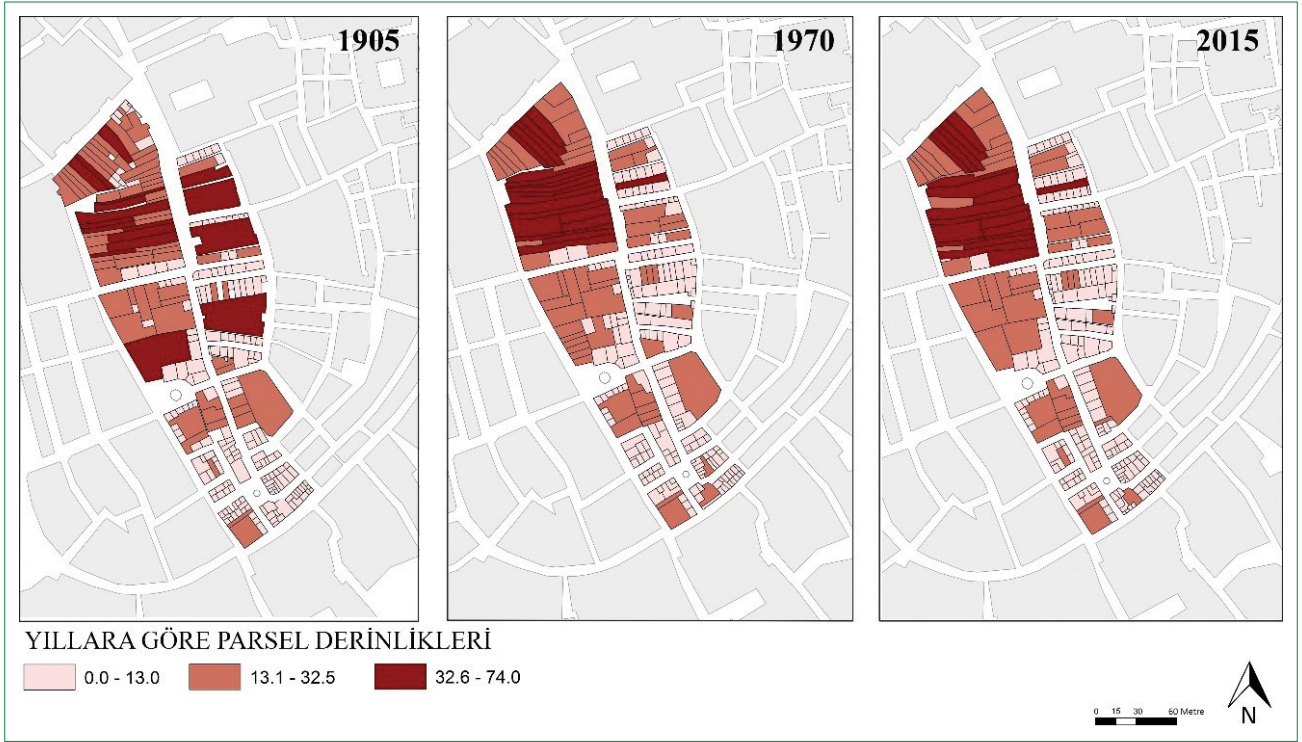 1905
1970
2015
YILLARA GÖRE PARSEL DERİNLİKLERİ
0.0 - 13.0
13.1 - 32.5
32.6 - 74.0
0 15 30 60 Metre
N